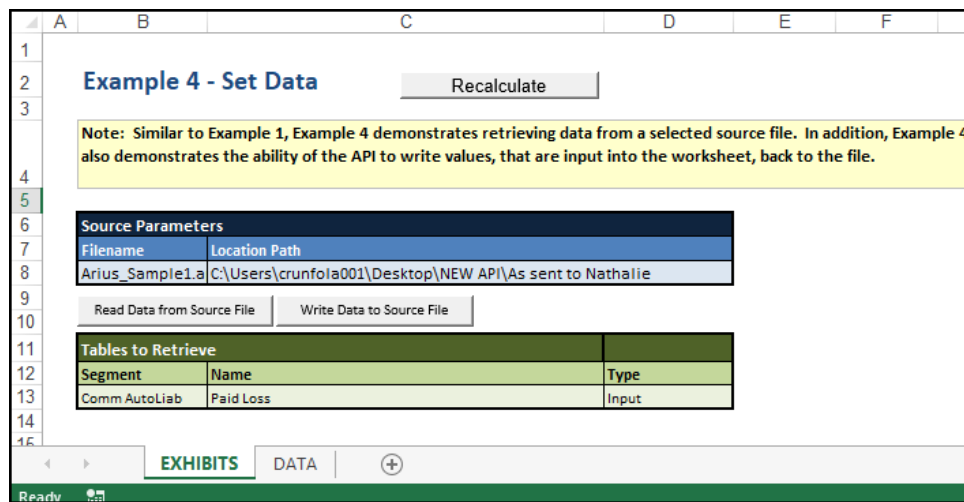 A B C D E F
1
2 Example 4 - Set Data Recalculate
3
4 Note: Similar to Example 1, Example 4 demonstrates retrieving data from a selected source file. In addition, Example 4
also demonstrates the ability of the API to write values, that are input into the worksheet, back to the file.
5
6 Source Parameters
7 Filename Location Path
8 Arius_Sample1.a C:\Users\crunfola001\Desktop\NEW API\As sent to Nathalie
9
Read Data from Source File Write Data to Source File
10
11 Tables to Retrieve
12 Segment Name Type
13 Comm AutoLiab Paid Loss Input
14
15
EXHIBITS DATA
Ready